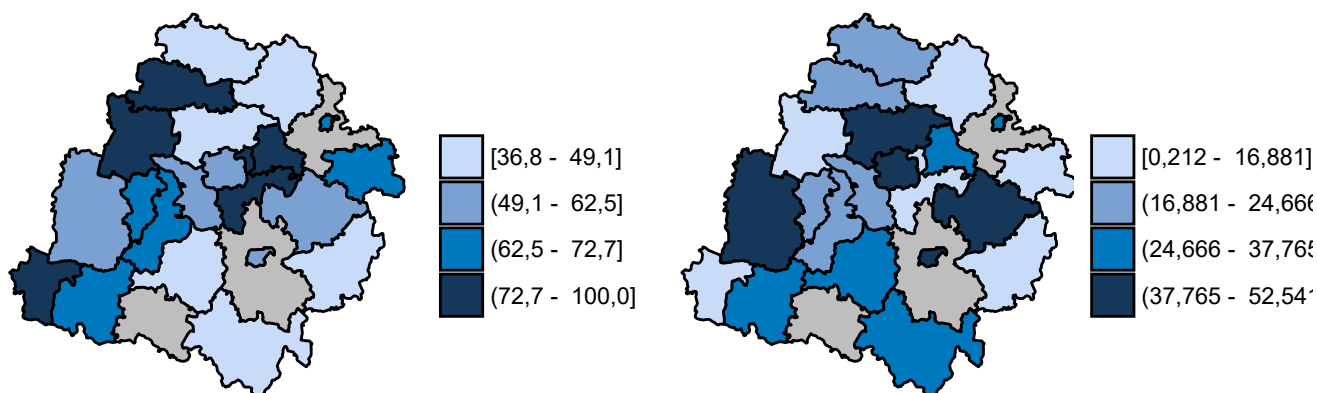 [36,8 - 49,1]
(49,1 - 62,5]
(62,5 - 72,7]
(72,7 - 100,0]
[0,212 - 16,881]
(16,881 - 24,666
(24,666 - 37,765
(37,765 - 52,541